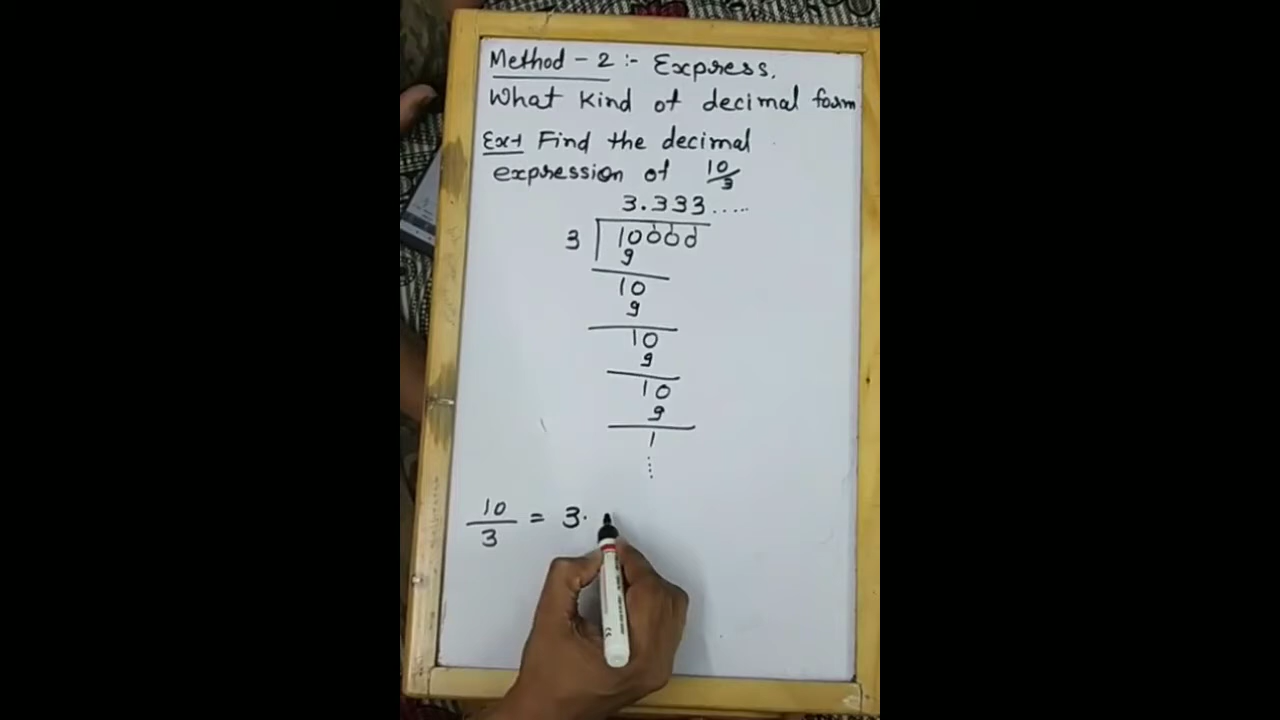 Method - 2 :- Express.
What kind of decimal form
Ex-1 Find the decimal
expression of 10/3
3.333.....
3 10000
9
10
9
10
9
10
9
1
⋮
10/3 = 3.